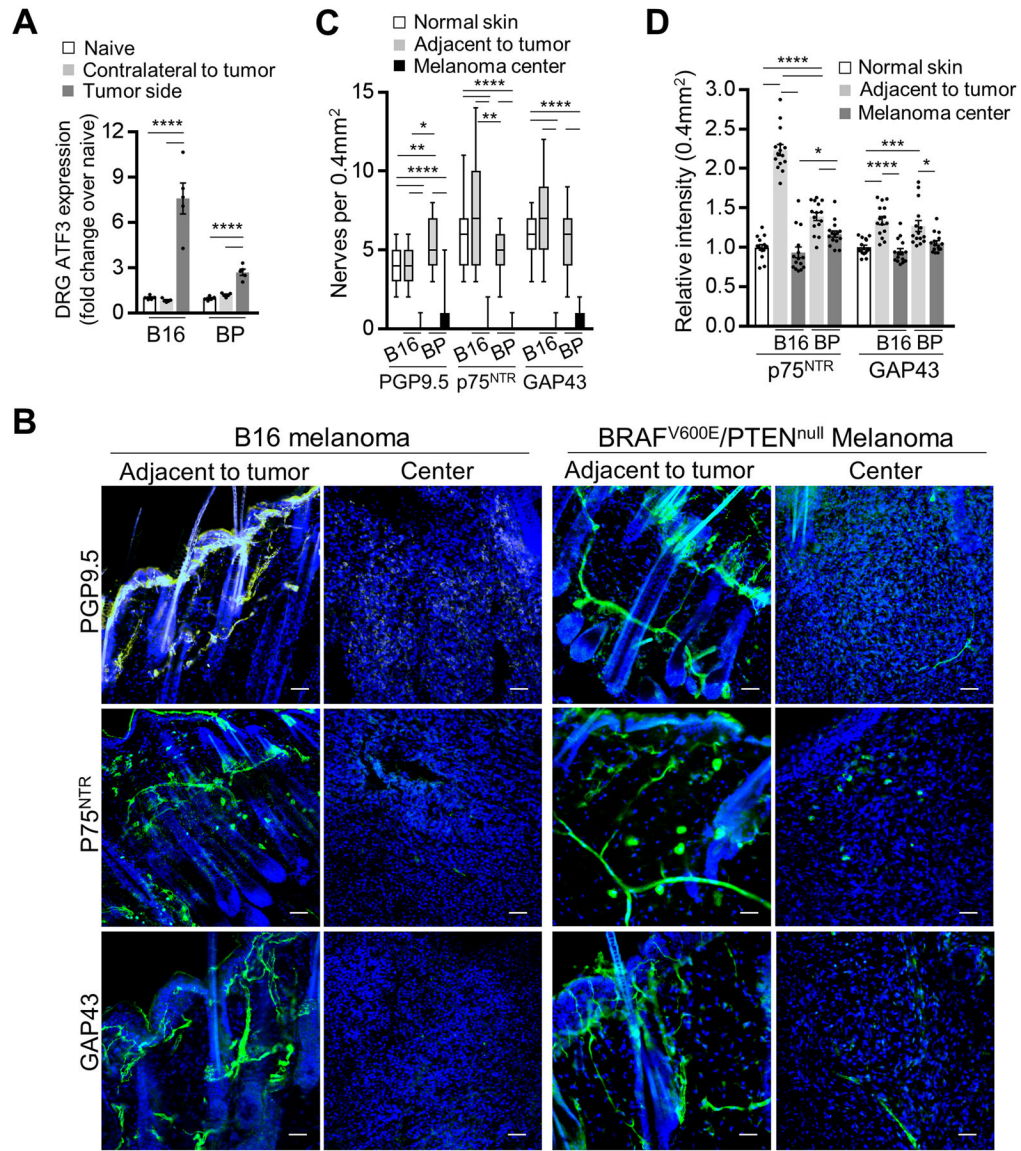 A
Naive
Contralateral to tumor
Tumor side
DRG ATF3 expression
(fold change over naive)
12
9
6
3
0
****
****
B16
BP
C
Normal skin
Adjacent to tumor
Melanoma center
Nerves per 0.4mm²
15
10
5
0
*
**
****
****
**
****
B16
BP
B16
BP
B16
BP
PGP9.5
p75NTR
GAP43
D
Normal skin
Adjacent to tumor
Melanoma center
Relative intensity (0.4mm²)
3.0
2.5
2.0
1.5
1.0
0.5
0.0
****
*
***
****
*
B16 BP
B16 BP
p75NTR
GAP43
B
B16 melanoma
BRAFV600E/PTENnull Melanoma
Adjacent to tumor
Center
Adjacent to tumor
Center
PGP9.5
P75NTR
GAP43